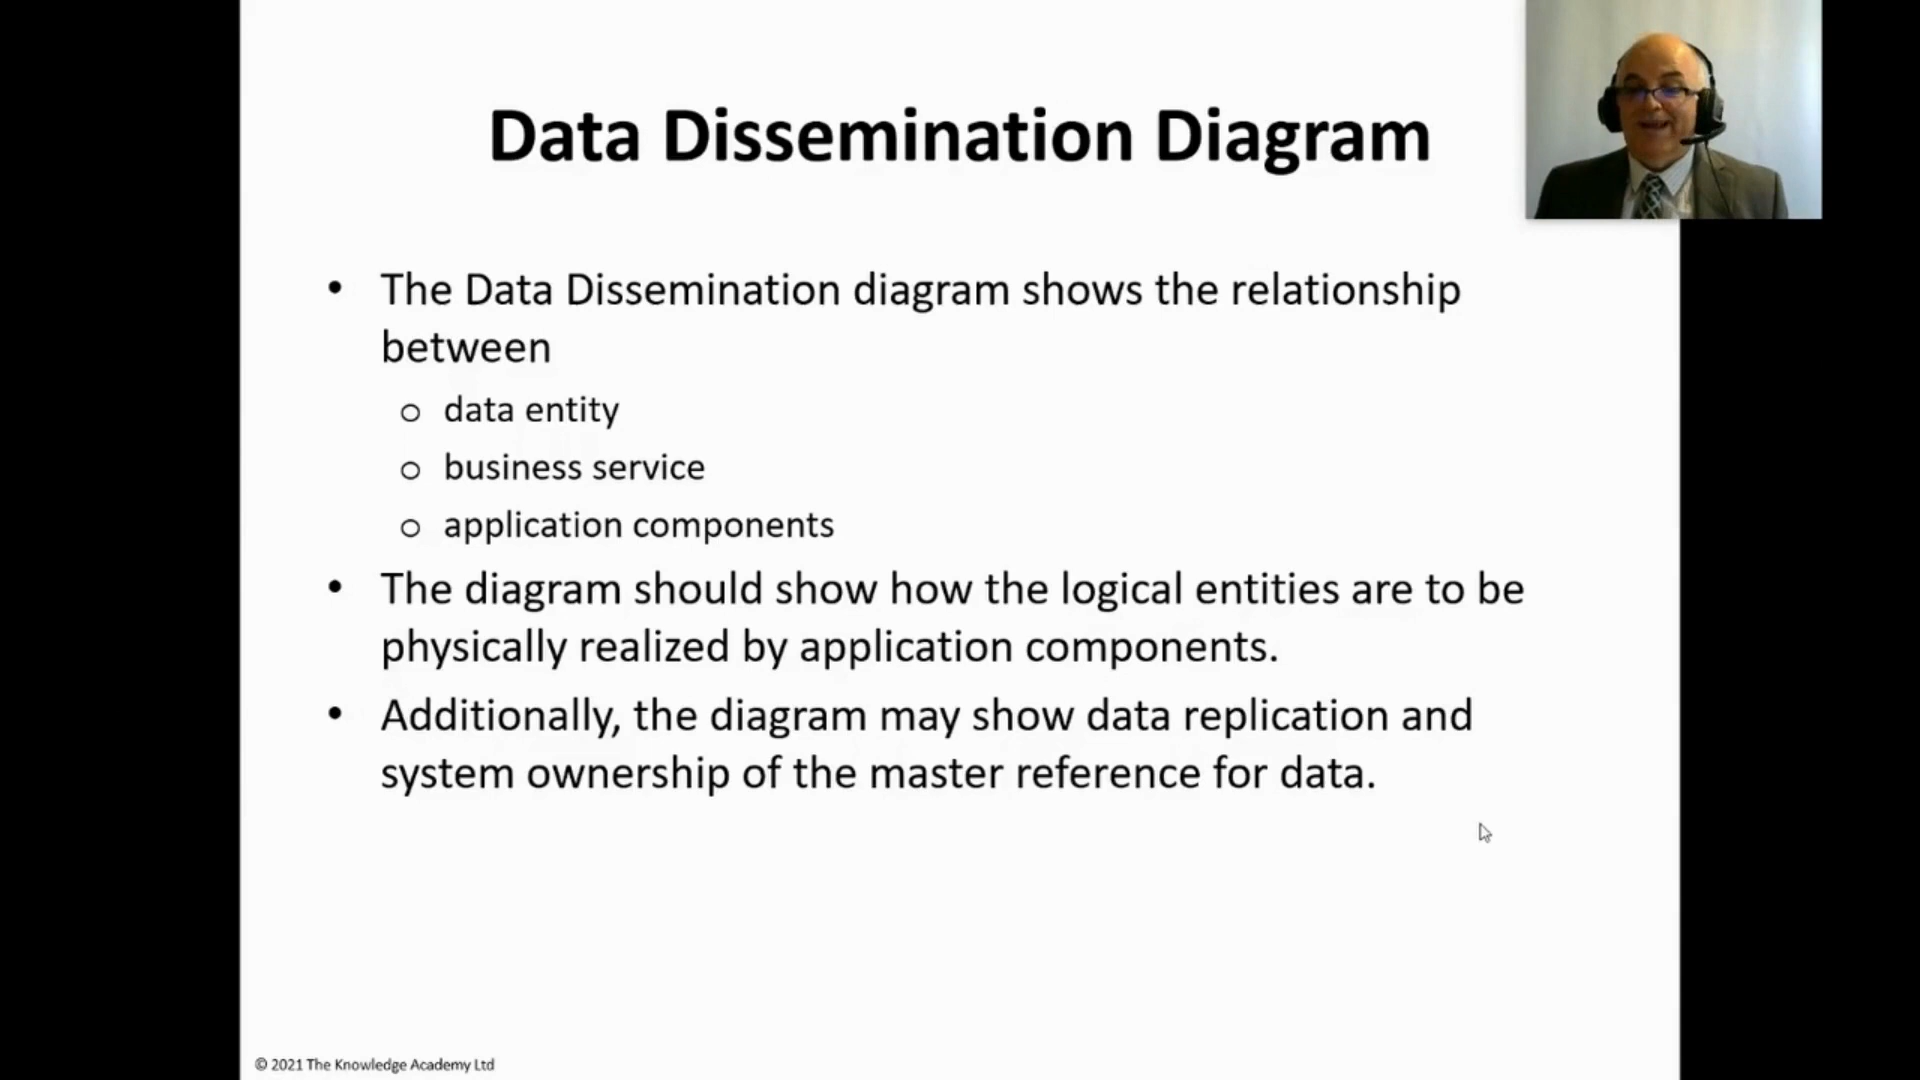 Data Dissemination Diagram
• The Data Dissemination diagram shows the relationship
between
o data entity
o business service
o application components
• The diagram should show how the logical entities are to be
physically realized by application components.
• Additionally, the diagram may show data replication and
system ownership of the master reference for data.
© 2021 The Knowledge Academy Ltd